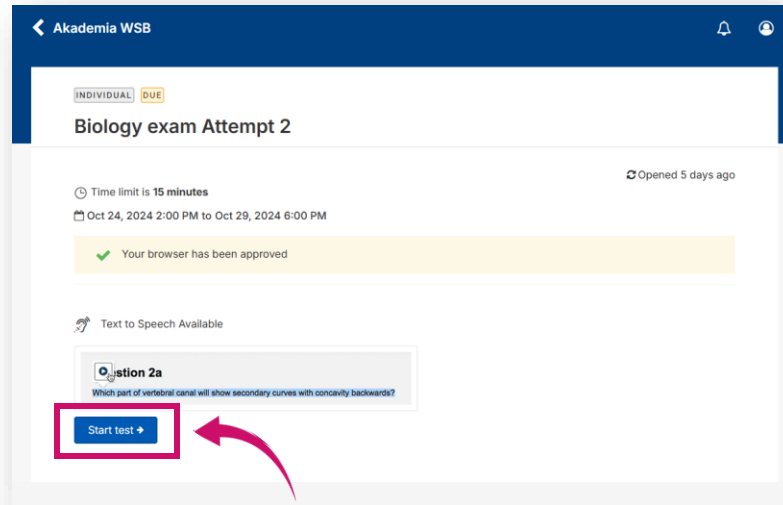 Akademia WSB
INDIVIDUAL DUE
Biology exam Attempt 2
Opened 5 days ago
Time limit is 15 minutes
Oct 24, 2024 2:00 PM to Oct 29, 2024 6:00 PM
Your browser has been approved
Text to Speech Available
stion 2a
Which part of vertebral canal will show secondary curves with concavity backwards?
Start test →